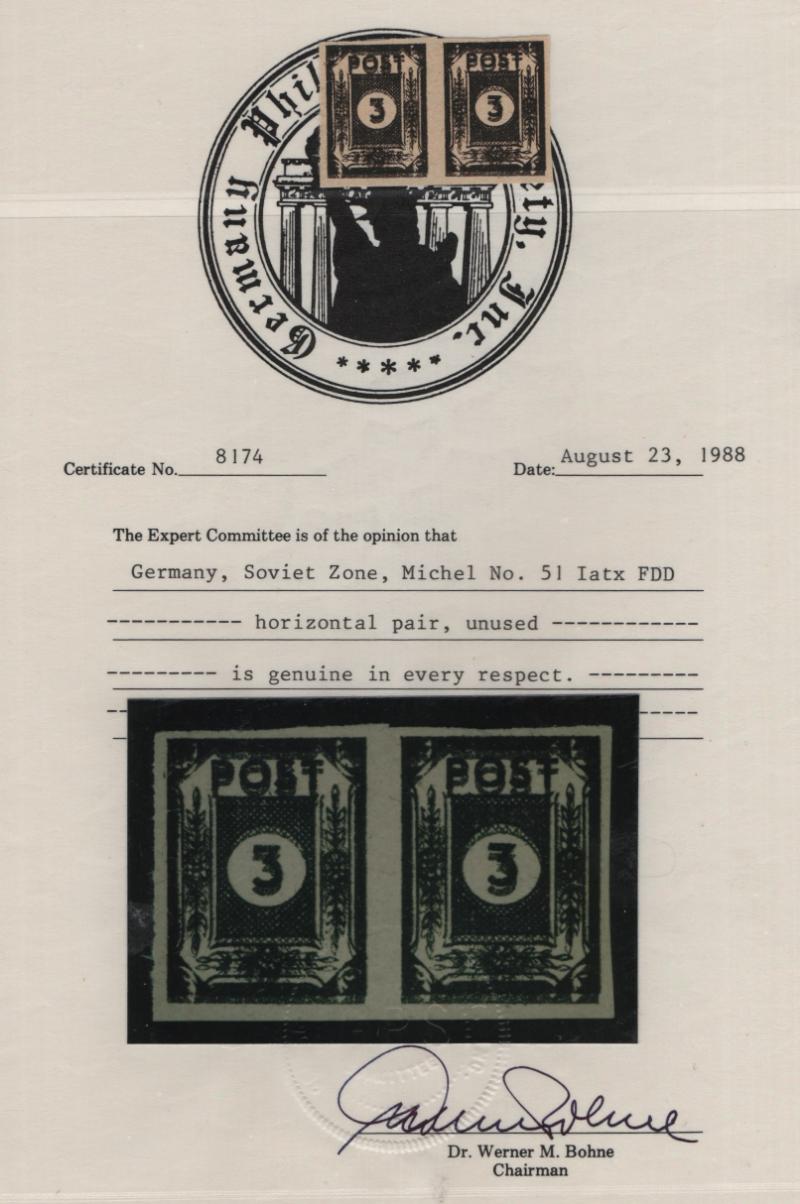 POST POST
3 3
Germany Phil ety, Inc.
*****
Certificate No. 8174 Date: August 23, 1988
The Expert Committee is of the opinion that
Germany, Soviet Zone, Michel No. 51 Iatx FDD
----------- horizontal pair, unused ------------
--------- is genuine in every respect. ---------
POST POST
3 3
Dr. Werner M. Bohne
Chairman